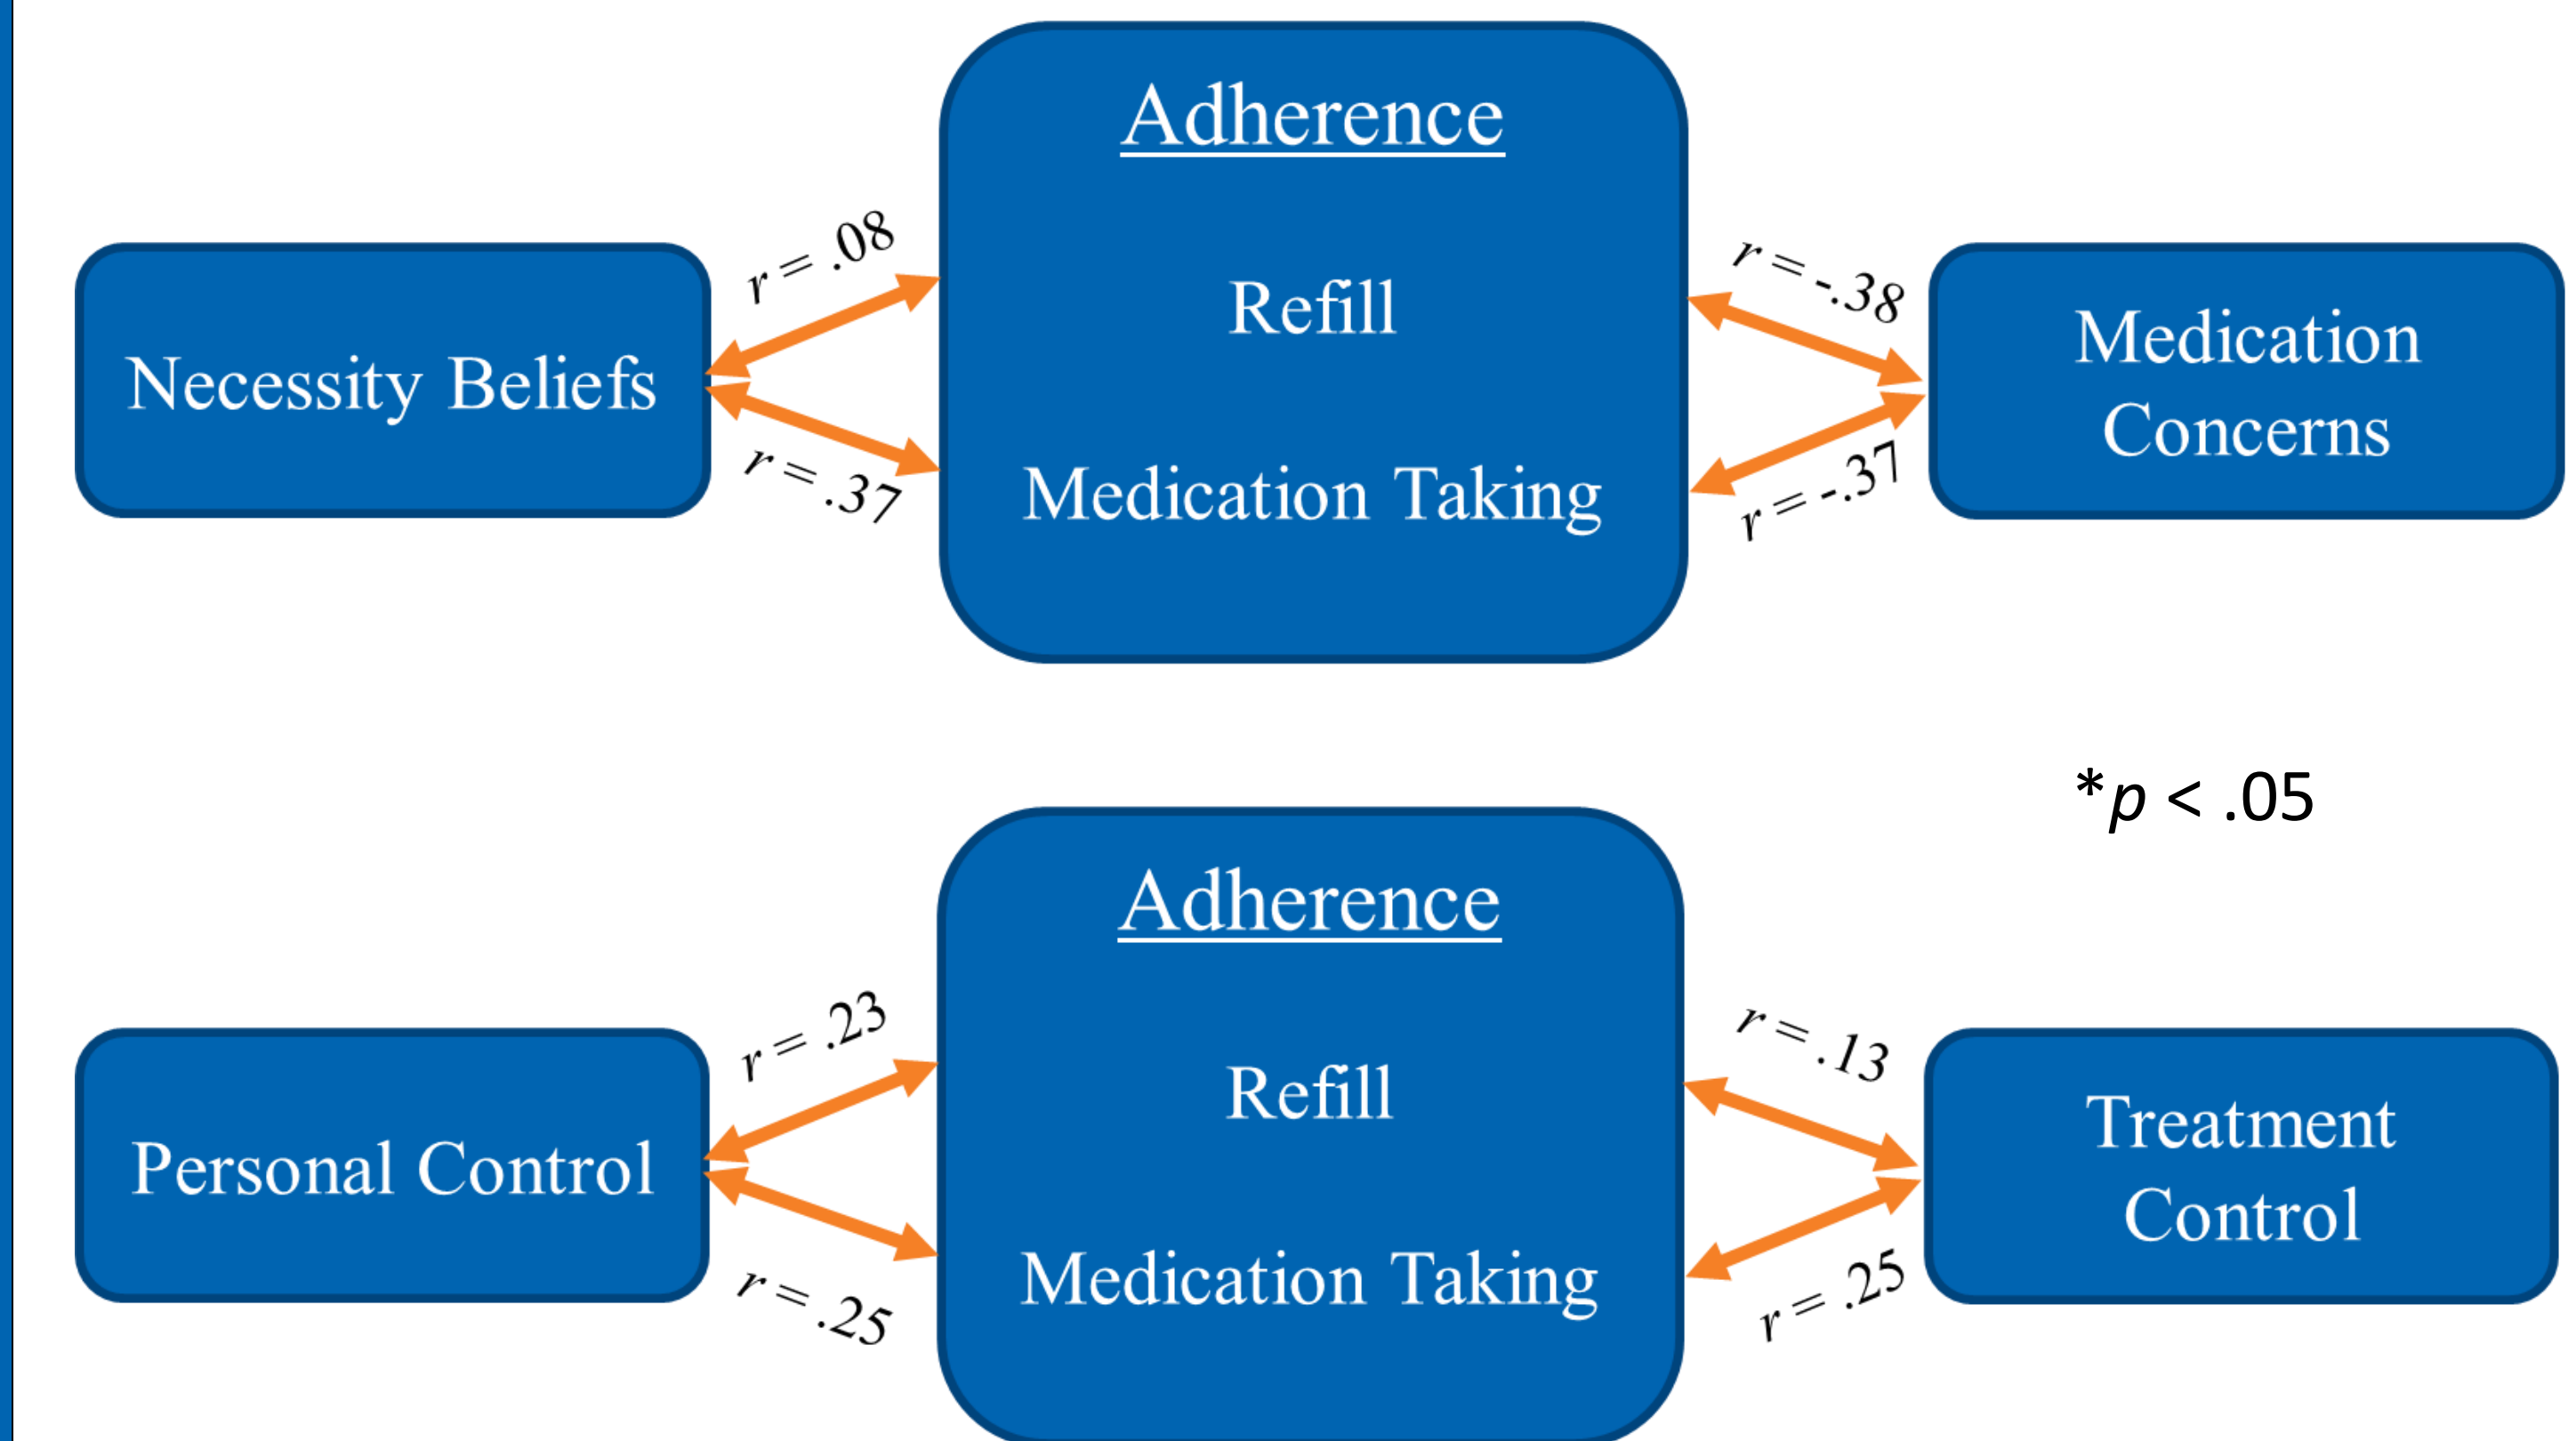 Adherence
Refill
Medication Taking
Necessity Beliefs
r = .08
r = .37
r = -.38
r = -.37
Medication
Concerns
*p < .05
Adherence
Refill
Medication Taking
Personal Control
r = .23
r = .25
r = .13
r = .25
Treatment
Control